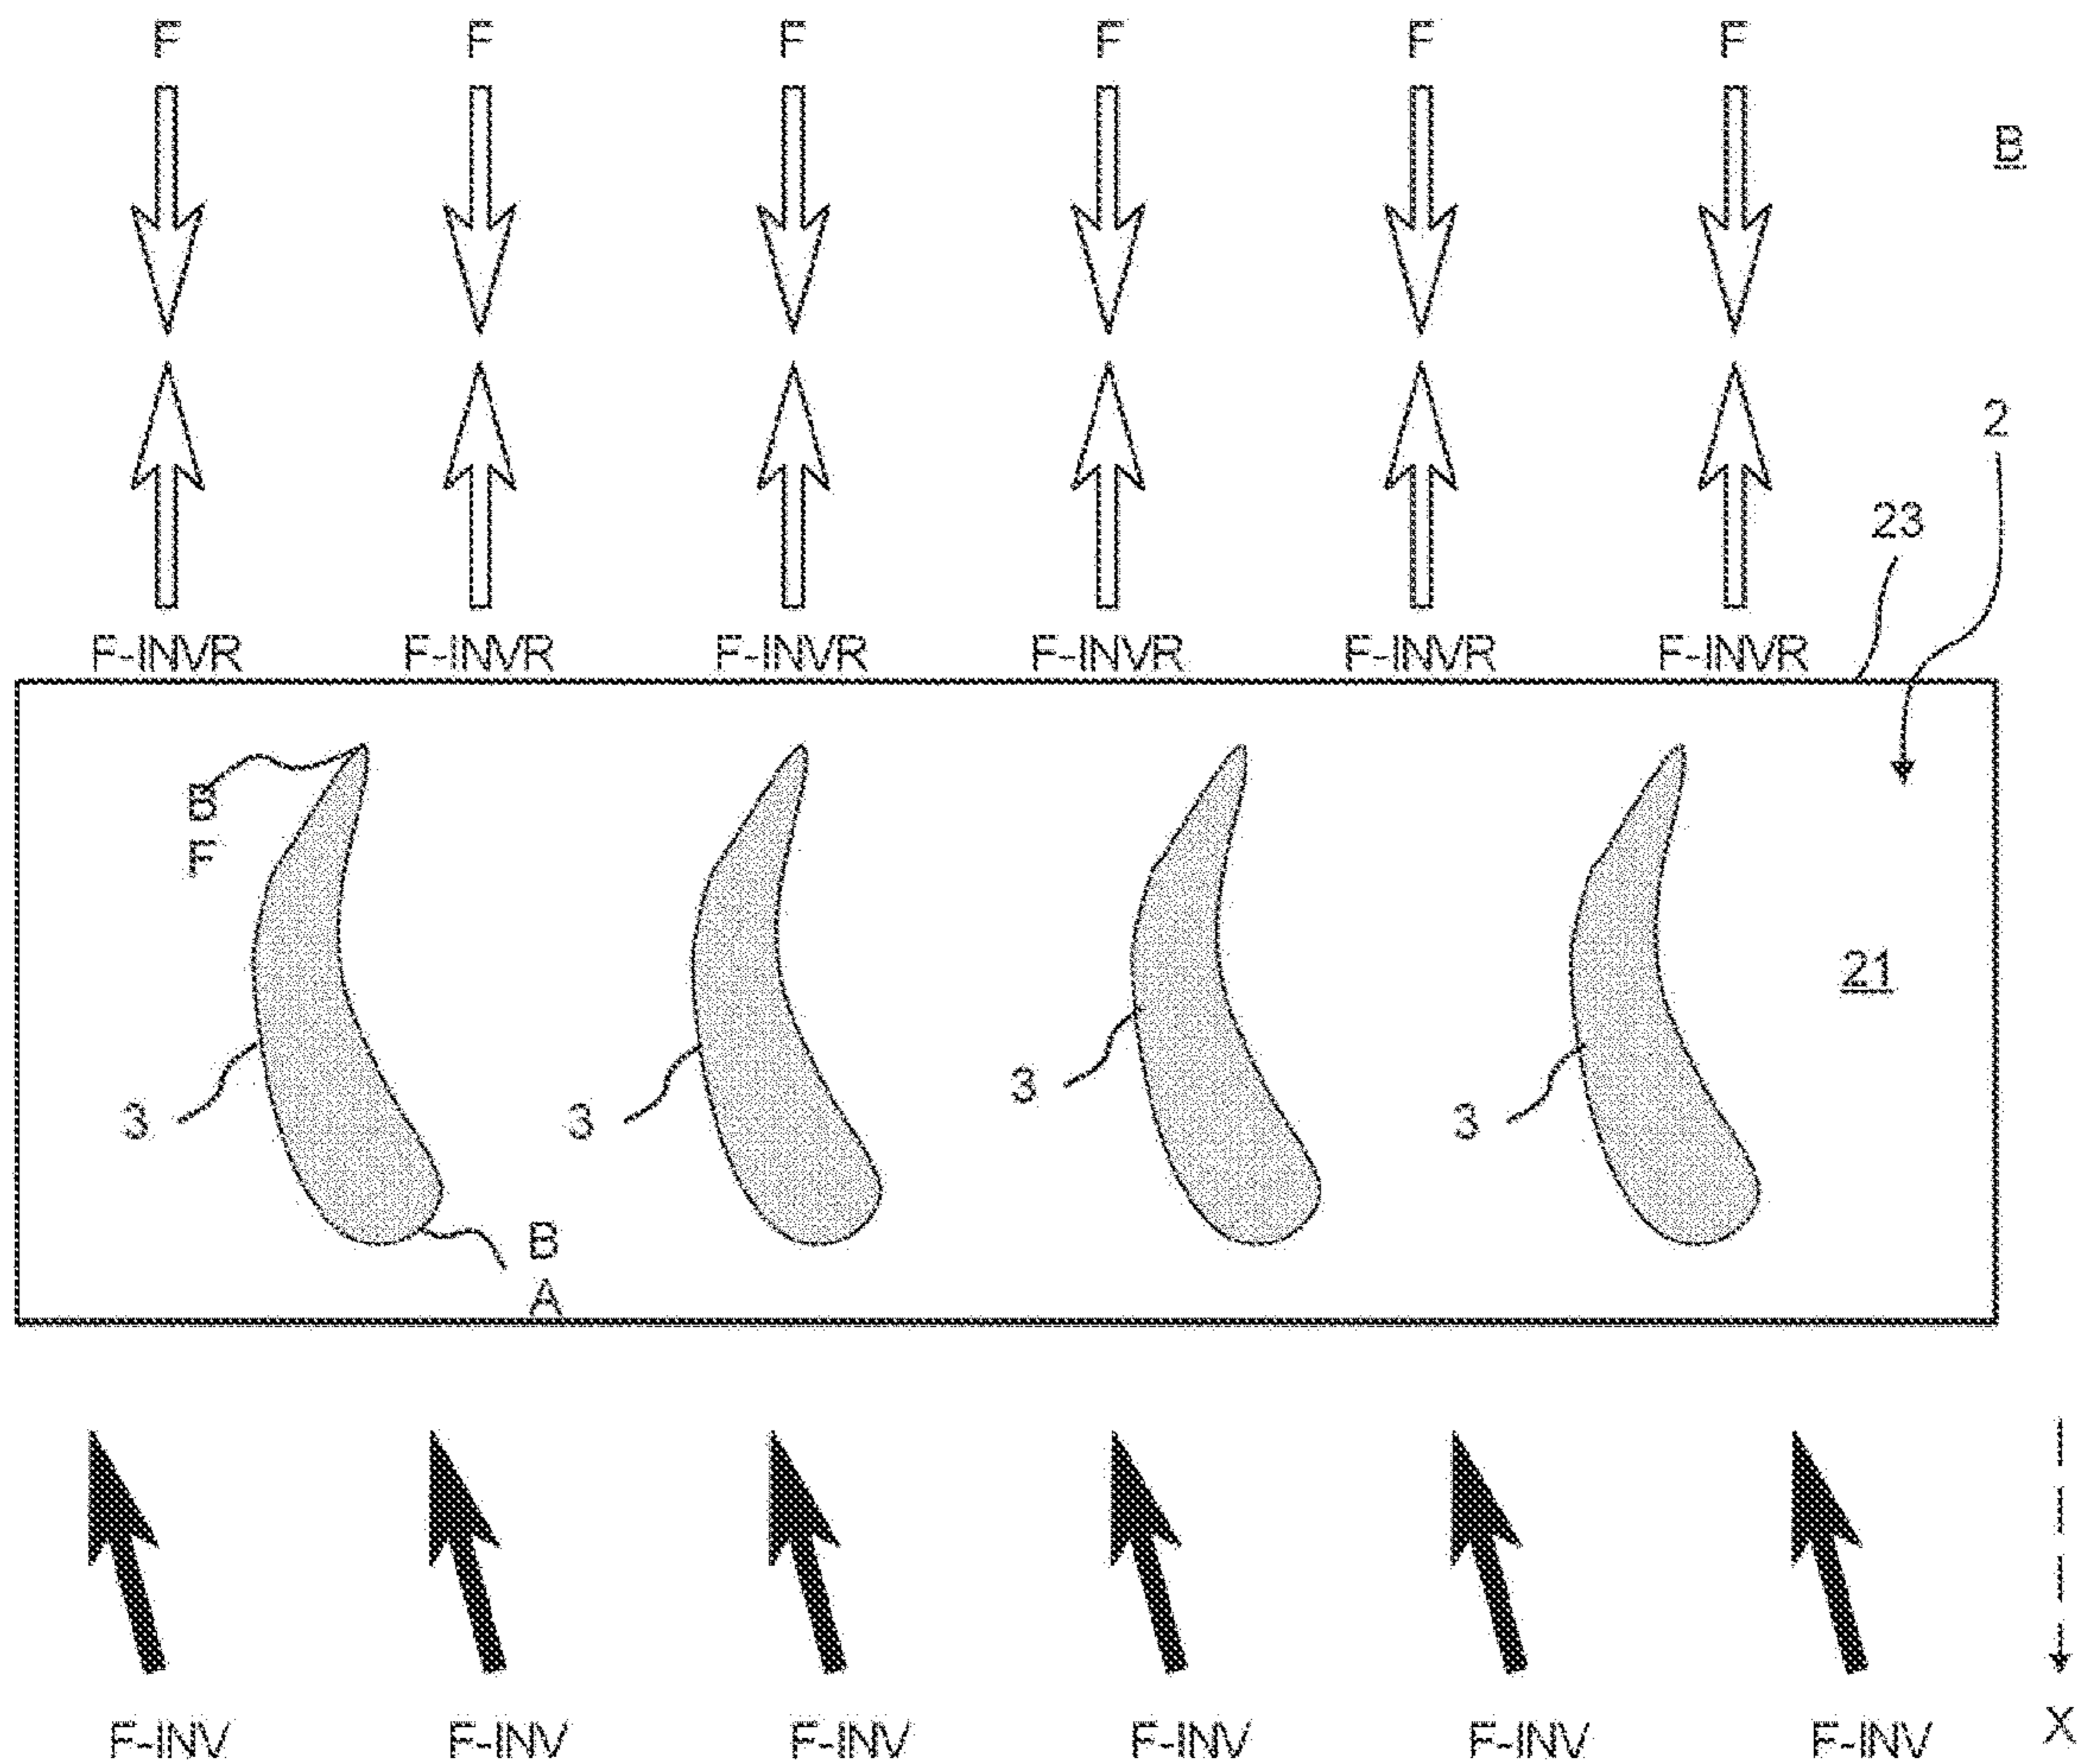 F F F F F F
B
2
23
F-INVR F-INVR F-INVR F-INVR F-INVR F-INVR
B
F
21
3 3 3 3
B
A
F-INV F-INV F-INV F-INV F-INV F-INV
X